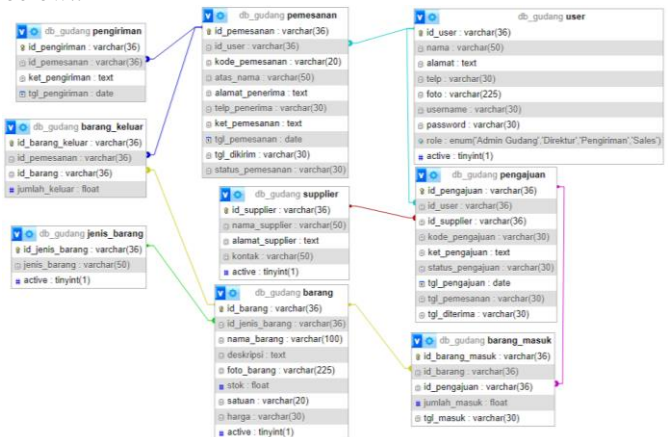 db_gudang pengiriman
id_pengiriman : varchar(36)
id_pemesanan : varchar(36)
ket_pengiriman : text
tgl_pengiriman : date
db_gudang barang_keluar
id_barang_keluar : varchar(36)
id_pemesanan : varchar(36)
id_barang : varchar(36)
jumlah_keluar : float
db_gudang jenis_barang
id_jenis_barang : varchar(36)
jenis_barang : varchar(50)
active : tinyint(1)
db_gudang pemesanan
id_pemesanan : varchar(36)
id_user : varchar(36)
kode_pemesanan : varchar(20)
atas_nama : varchar(50)
alamat_penerima : text
telp_penerima : varchar(30)
ket_pemesanan : text
tgl_pemesanan : date
tgl_dikirim : varchar(30)
status_pemesanan : varchar(30)
db_gudang supplier
id_supplier : varchar(36)
nama_supplier : varchar(50)
alamat_supplier : text
kontak : varchar(50)
active : tinyint(1)
db_gudang barang
id_barang : varchar(36)
id_jenis_barang : varchar(36)
nama_barang : varchar(100)
deskripsi : text
foto_barang : varchar(225)
stok : float
satuan : varchar(20)
harga : varchar(30)
active : tinyint(1)
db_gudang user
id_user : varchar(36)
nama : varchar(50)
alamat : text
telp : varchar(30)
foto : varchar(225)
username : varchar(30)
password : varchar(30)
role : enum('Admin Gudang','Direktur','Pengiriman','Sales')
active : tinyint(1)
db_gudang pengajuan
id_pengajuan : varchar(36)
id_user : varchar(36)
id_supplier : varchar(36)
kode_pengajuan : varchar(30)
ket_pengajuan : text
status_pengajuan : varchar(30)
tgl_pengajuan : date
tgl_pemesanan : varchar(30)
tgl_diterima : varchar(30)
db_gudang barang_masuk
id_barang_masuk : varchar(36)
id_barang : varchar(36)
id_pengajuan : varchar(36)
jumlah_masuk : float
tgl_masuk : varchar(30)